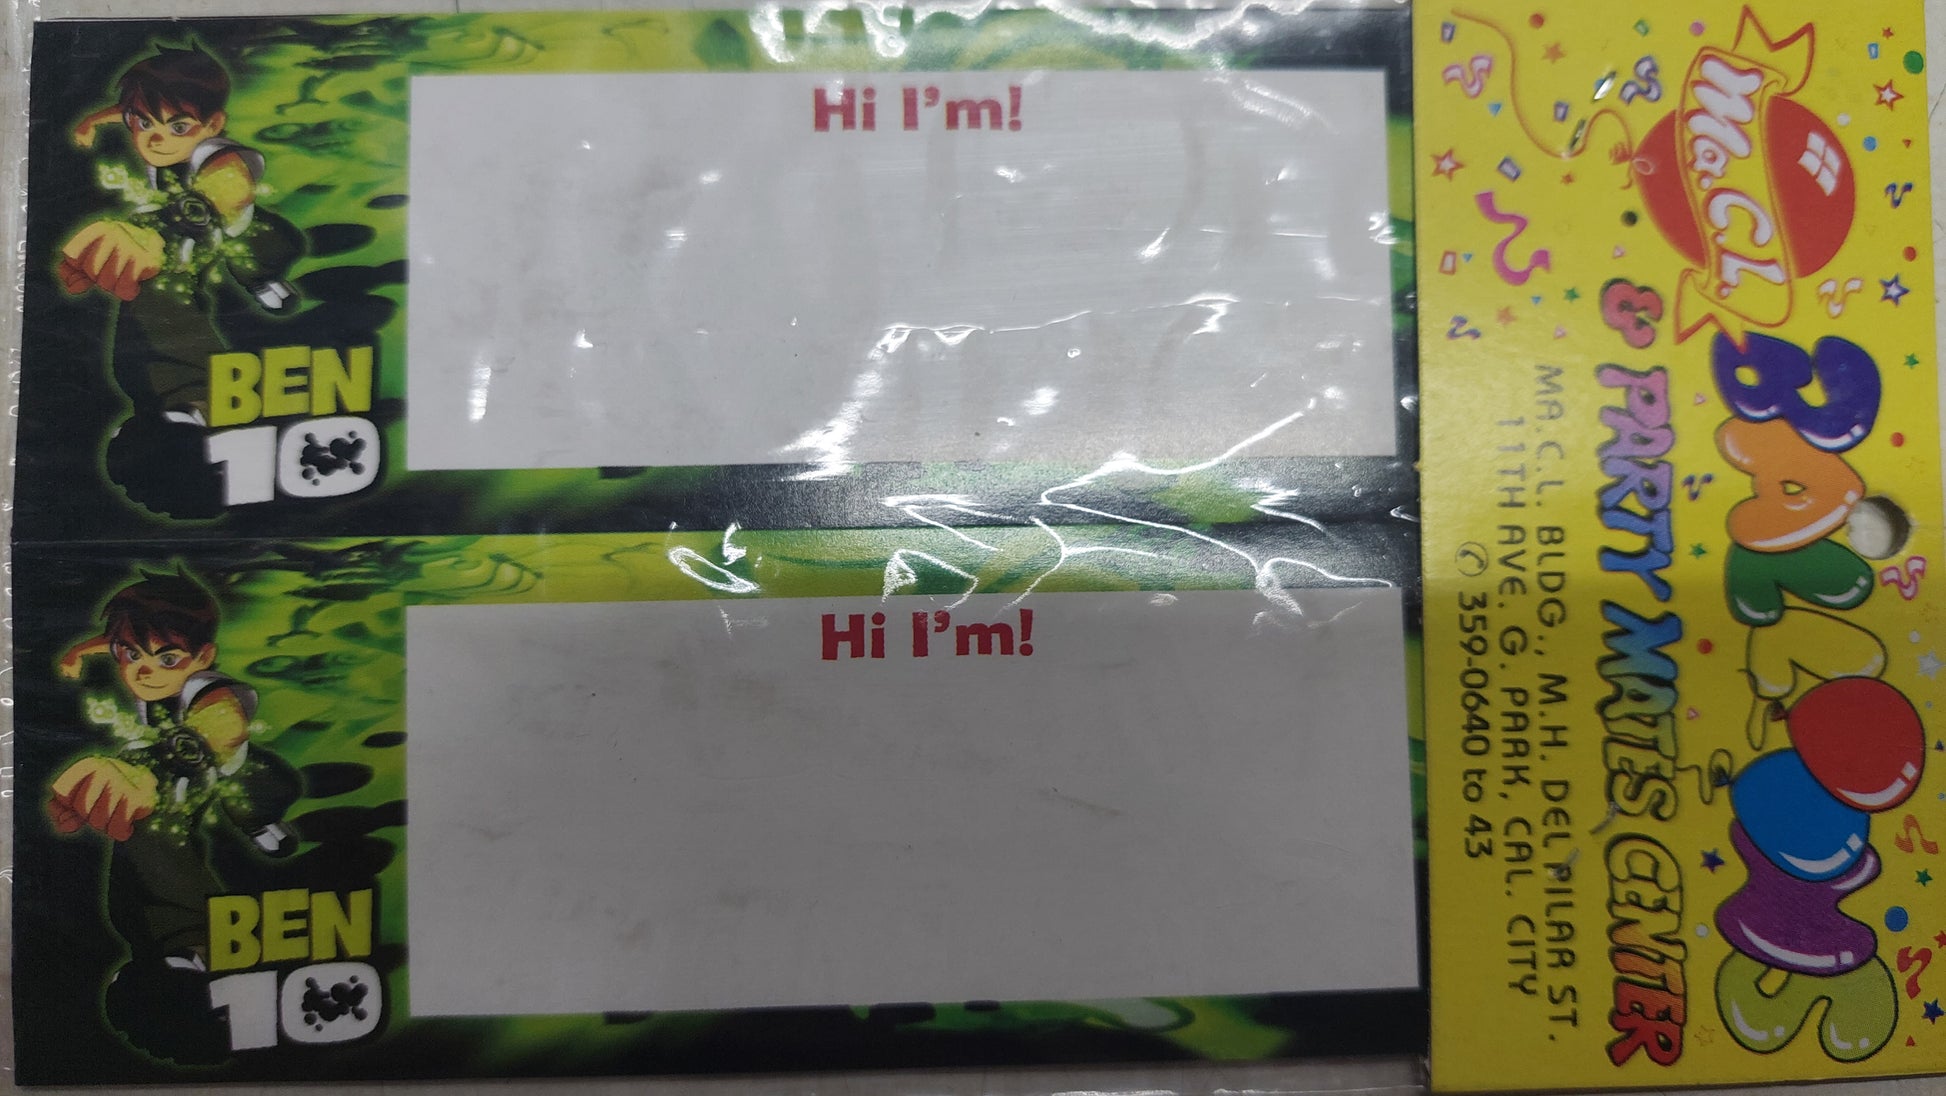 Hi I'm!
BEN
10
Hi I'm!
BEN
10
Ma.C.L.
BALLOONS
& PARTY MATES CENTER
MA.C.L. BLDG., M.H. DEL PILAR ST.
11TH AVE. G. PARK, CAL. CITY
✆ 359-0640 to 43